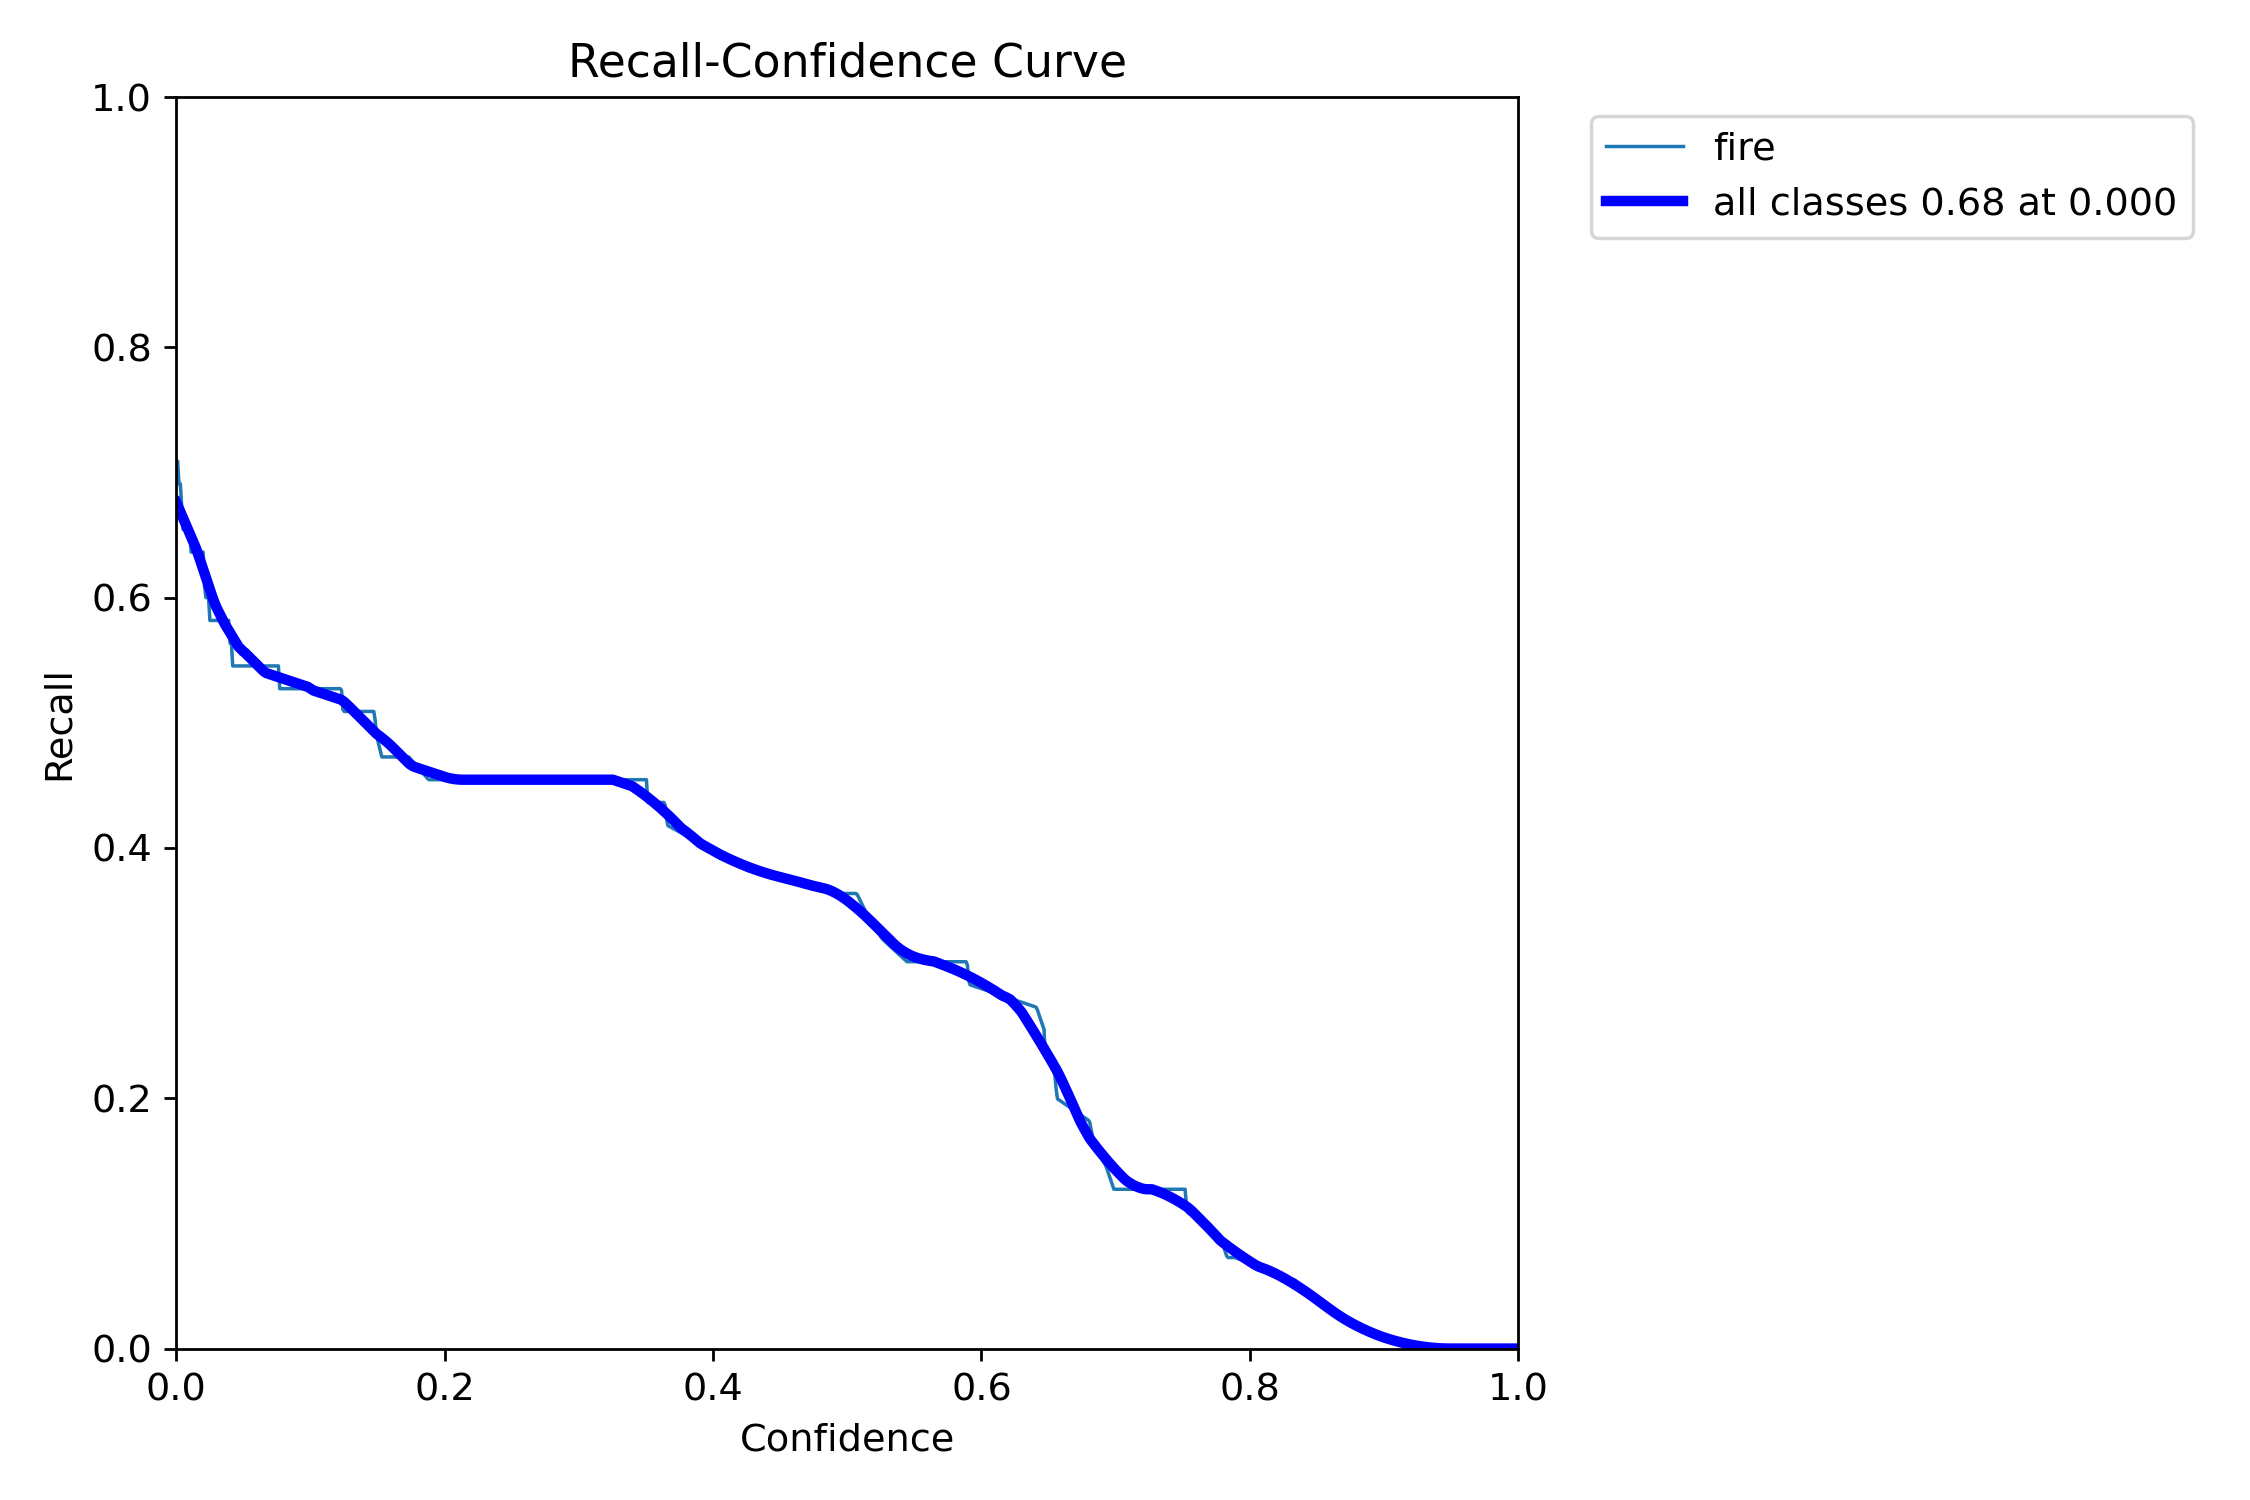 Recall-Confidence Curve
1.0
0.8
0.6
0.4
0.2
0.0
Recall
0.0 0.2 0.4 0.6 0.8 1.0
Confidence
fire
all classes 0.68 at 0.000